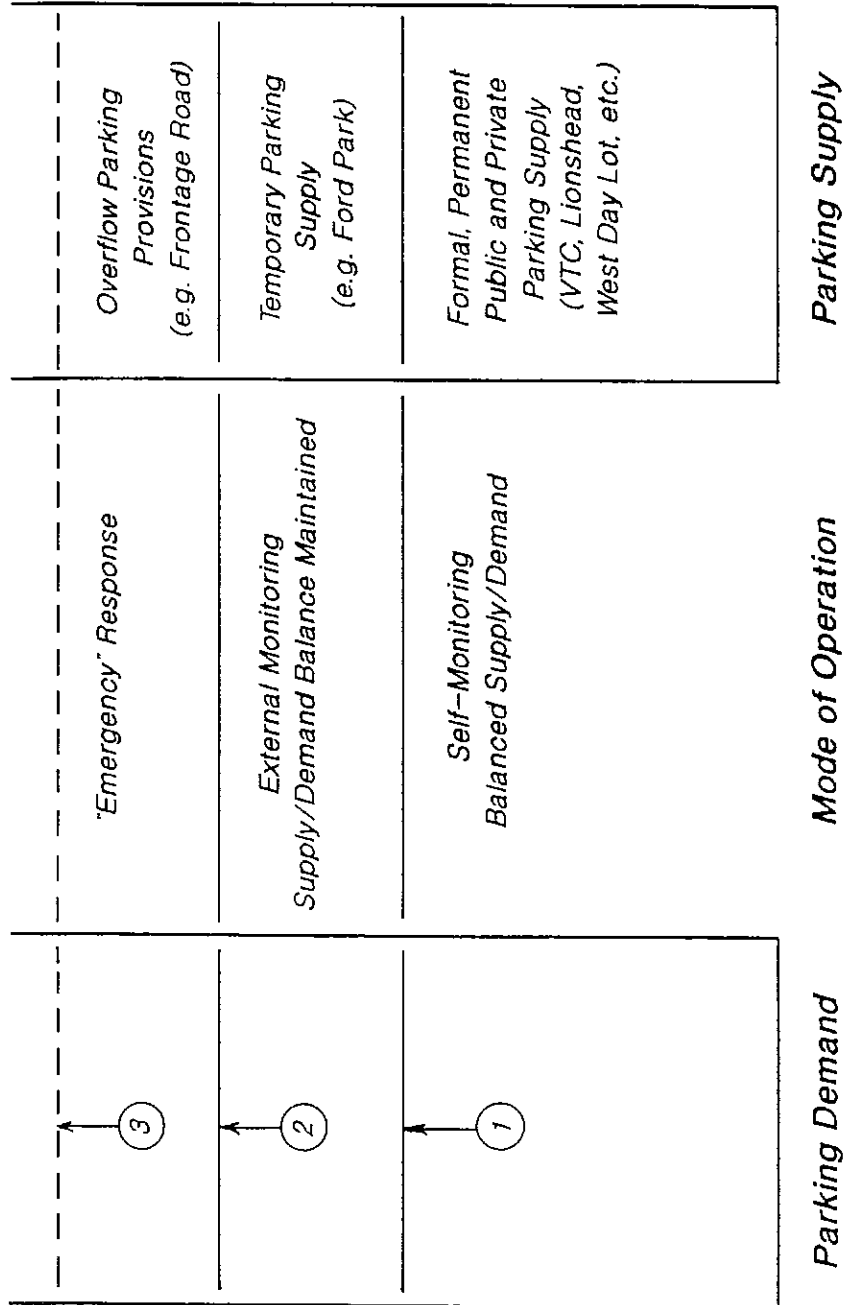 3
2
1
Parking Demand
"Emergency" Response
External Monitoring
Supply/Demand Balance Maintained
Self-Monitoring
Balanced Supply/Demand
Mode of Operation
Overflow Parking
Provisions
(e.g. Frontage Road)
Temporary Parking
Supply
(e.g. Ford Park)
Formal, Permanent
Public and Private
Parking Supply
(VTC, Lionshead,
West Day Lot, etc.)
Parking Supply